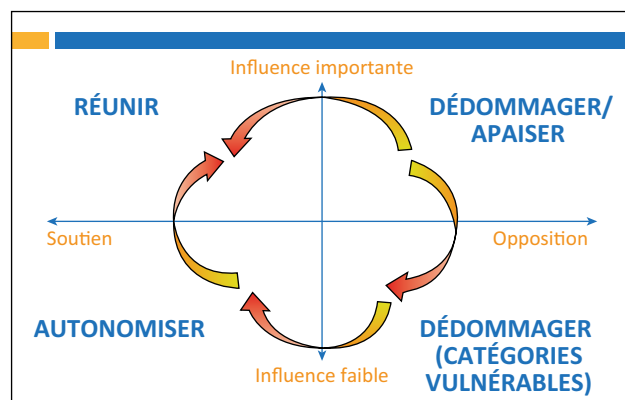 Influence importante
RÉUNIR
DÉDOMMAGER/
APAISER
Soutien
Opposition
AUTONOMISER
DÉDOMMAGER
(CATÉGORIES
VULNÉRABLES)
Influence faible